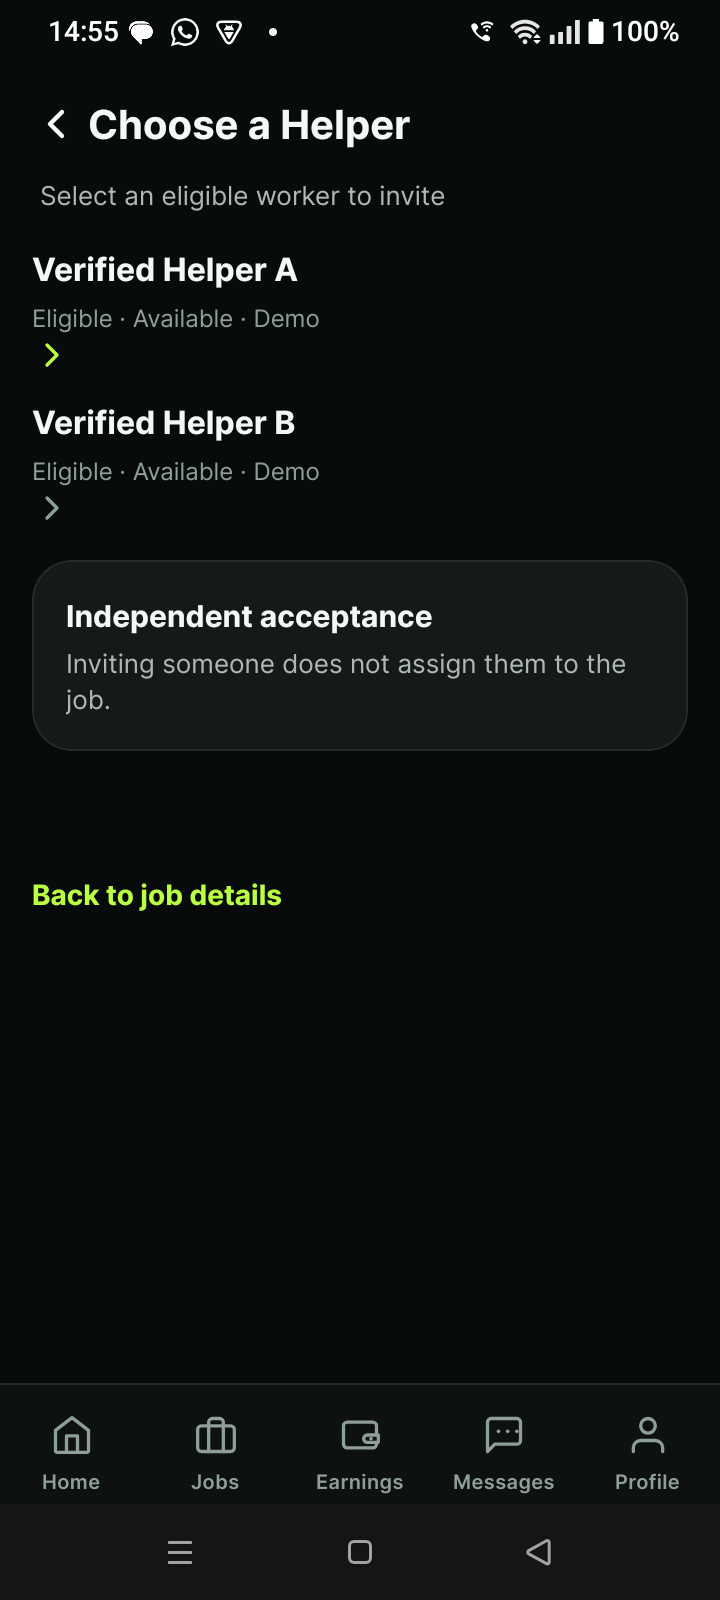 14:55
100%
Choose a Helper
Select an eligible worker to invite
Verified Helper A
Eligible · Available · Demo
Verified Helper B
Eligible · Available · Demo
Independent acceptance
Inviting someone does not assign them to the
job.
Back to job details
Home
Jobs
Earnings
Messages
Profile